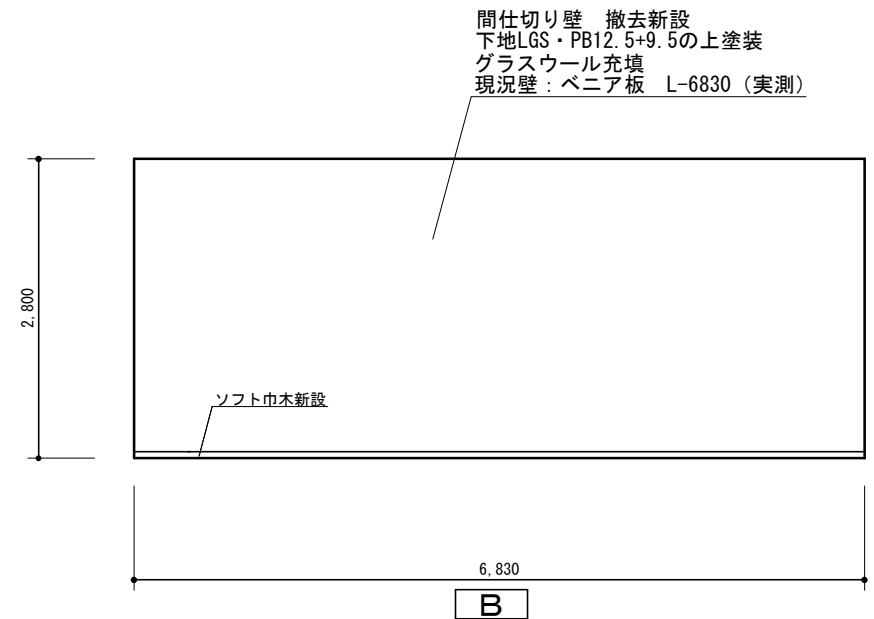 間仕切り壁　撤去新設
下地LGS・PB12.5+9.5の上塗装
グラスウール充填
現況壁：ベニア板　L-6830（実測）
2,800
ソフト巾木新設
6,830
B